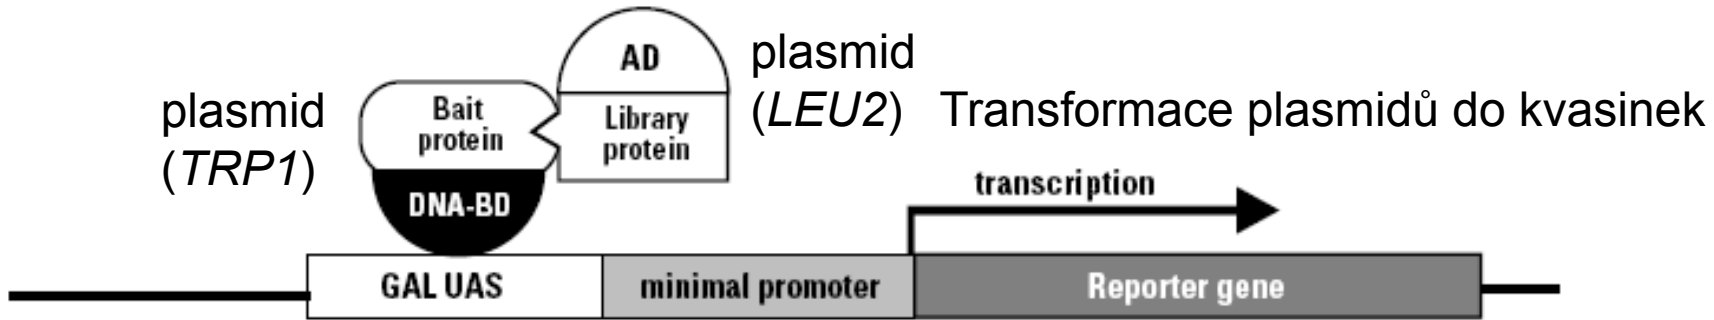 plasmid
(TRP1)
Bait
protein
DNA-BD
AD
Library
protein
plasmid
(LEU2) Transformace plasmidů do kvasinek
transcription
GAL UAS
minimal promoter
Reporter gene